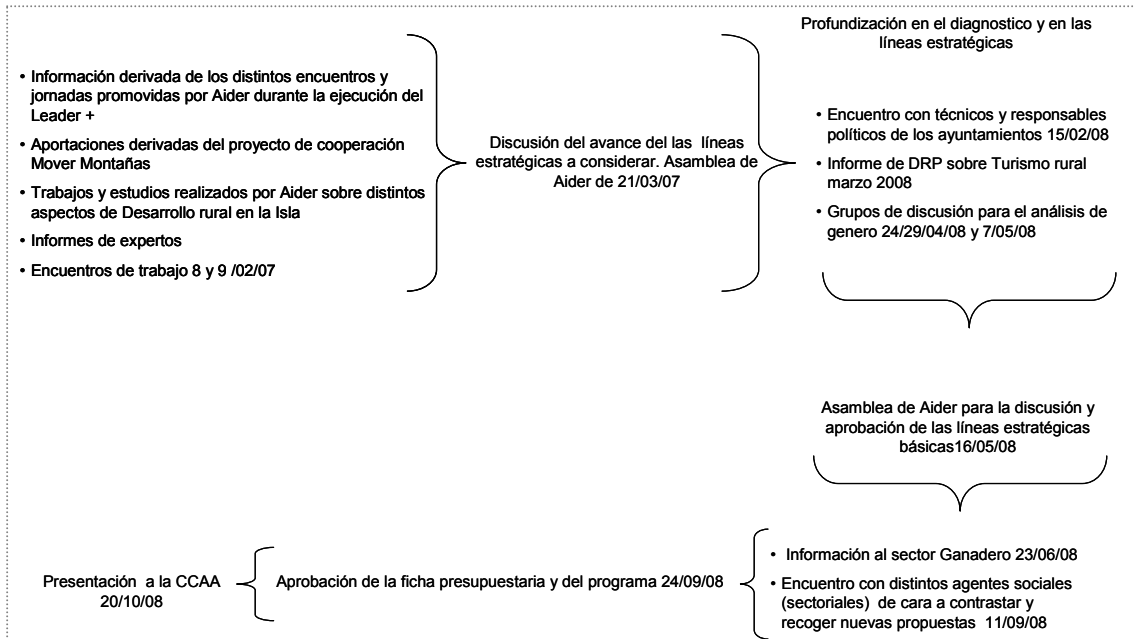 • Información derivada de los distintos encuentros y
jornadas promovidas por Aider durante la ejecución del
Leader +
• Aportaciones derivadas del proyecto de cooperación
Mover Montañas
• Trabajos y estudios realizados por Aider sobre distintos
aspectos de Desarrollo rural en la Isla
• Informes de expertos
• Encuentros de trabajo 8 y 9 /02/07
Discusión del avance del las líneas
estratégicas a considerar. Asamblea de
Aider de 21/03/07
Profundización en el diagnostico y en las
líneas estratégicas
• Encuentro con técnicos y responsables
políticos de los ayuntamientos 15/02/08
• Informe de DRP sobre Turismo rural
marzo 2008
• Grupos de discusión para el análisis de
genero 24/29/04/08 y 7/05/08
Asamblea de Aider para la discusión y
aprobación de las líneas estratégicas
básicas16/05/08
• Información al sector Ganadero 23/06/08
• Encuentro con distintos agentes sociales
(sectoriales) de cara a contrastar y
recoger nuevas propuestas 11/09/08
Aprobación de la ficha presupuestaria y del programa 24/09/08
Presentación a la CCAA
20/10/08